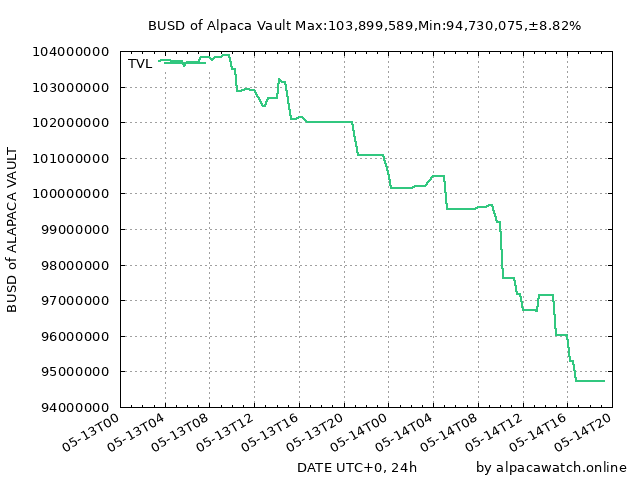 BUSD of Alpaca Vault Max:103,899,589,Min:94,730,075,±8.82%
TVL
104000000
103000000
102000000
101000000
100000000
99000000
98000000
97000000
96000000
95000000
94000000
BUSD of ALAPACA VAULT
05-13T00
05-13T04
05-13T08
05-13T12
05-13T16
05-13T20
05-14T00
05-14T04
05-14T08
05-14T12
05-14T16
05-14T20
DATE UTC+0, 24h
by alpacawatch.online